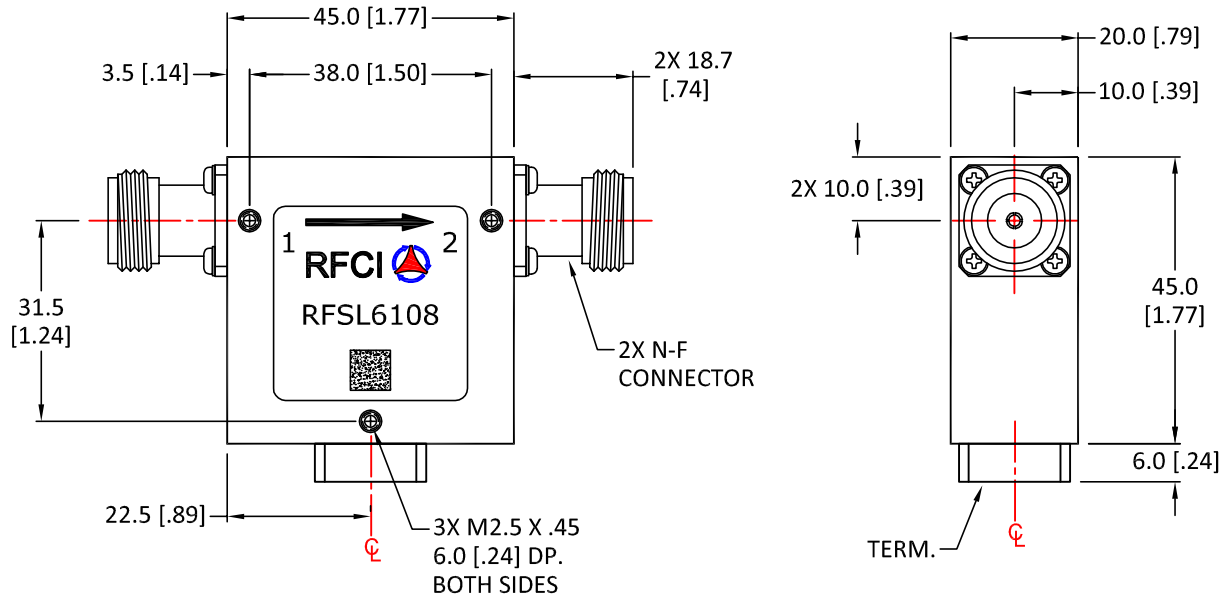 45.0 [1.77]
3.5 [.14]
38.0 [1.50]
2X 18.7
[.74]
1
2
RFCI
RFSL6108
31.5
[1.24]
2X N-F
CONNECTOR
22.5 [.89]
3X M2.5 X .45
6.0 [.24] DP.
BOTH SIDES
℄
20.0 [.79]
10.0 [.39]
2X 10.0 [.39]
45.0
[1.77]
6.0 [.24]
TERM.
℄